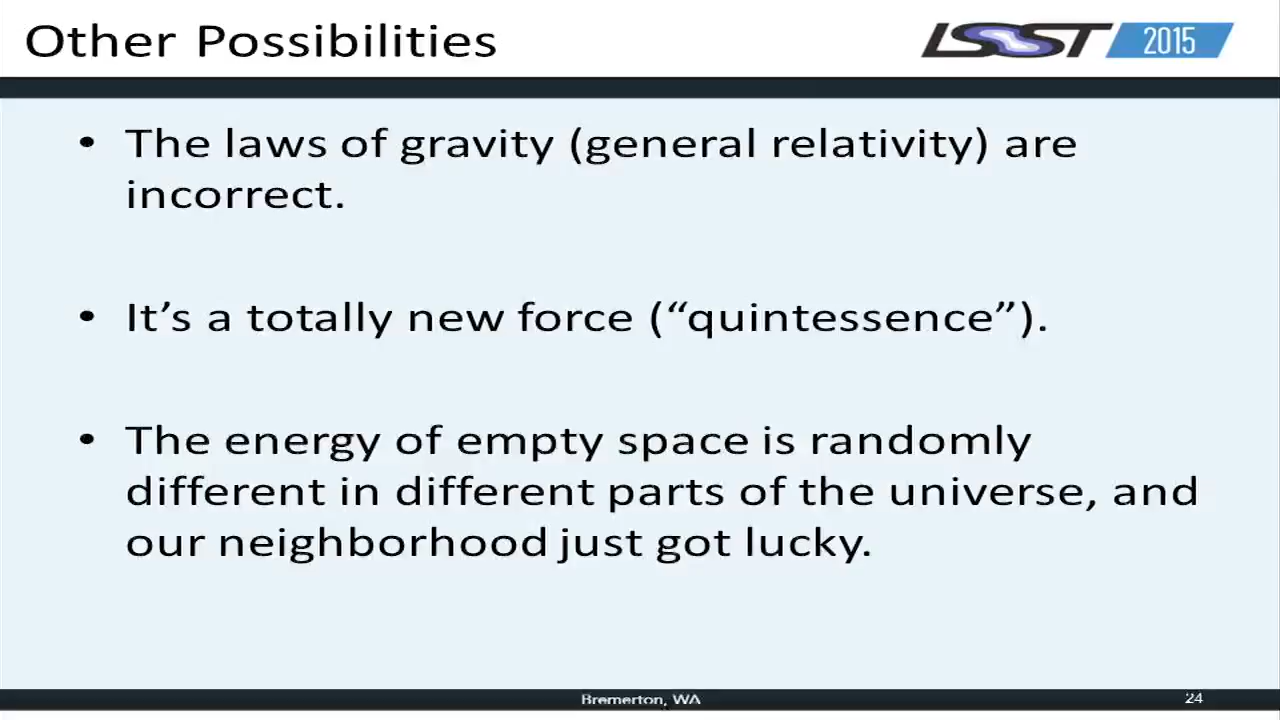 Other Possibilities
LSST 2015
• The laws of gravity (general relativity) are
incorrect.
• It’s a totally new force (“quintessence”).
• The energy of empty space is randomly
different in different parts of the universe, and
our neighborhood just got lucky.
Bremerton, WA
24